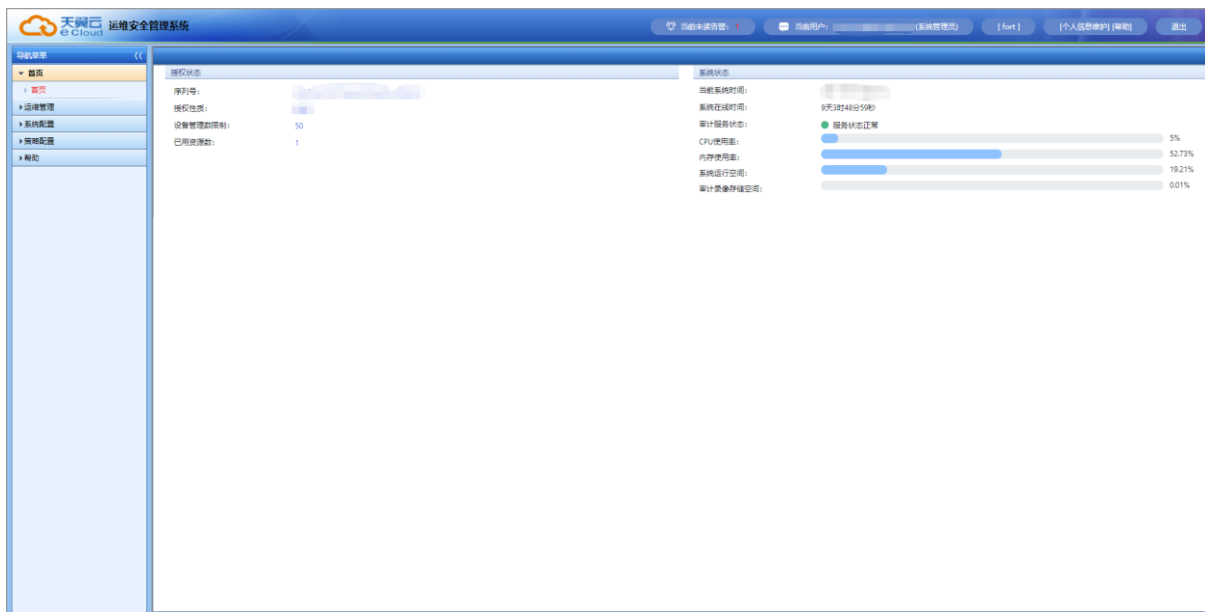 天翼云 e Cloud 运维安全管理系统 当前未读告警: 1 当前用户: (系统管理员) [ fort ] [个人信息维护] [帮助] 退出
导航菜单 《
首页
首页
运维管理
系统配置
策略配置
帮助
授权状态
序列号:
授权性质:
设备管理数限制: 50
已用资源数: 1
系统状态
当前系统时间:
系统在线时间: 9天3时48分59秒
审计服务状态: 服务状态正常
CPU使用率: 5%
内存使用率: 52.73%
系统运行空间: 19.21%
审计录像存储空间: 0.01%